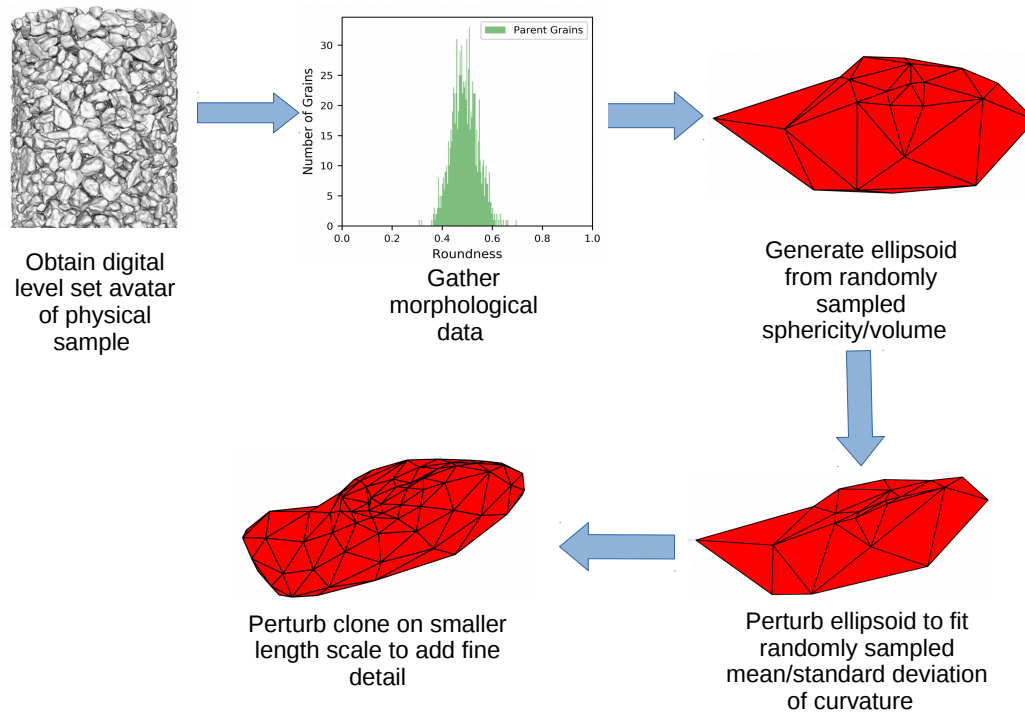 Parent Grains
30
25
20
15
10
5
0
Number of Grains
0.0 0.2 0.4 0.6 0.8 1.0
Roundness
Obtain digital
level set avatar
of physical
sample
Gather
morphological
data
Generate ellipsoid
from randomly
sampled
sphericity/volume
Perturb clone on smaller
length scale to add fine
detail
Perturb ellipsoid to fit
randomly sampled
mean/standard deviation
of curvature